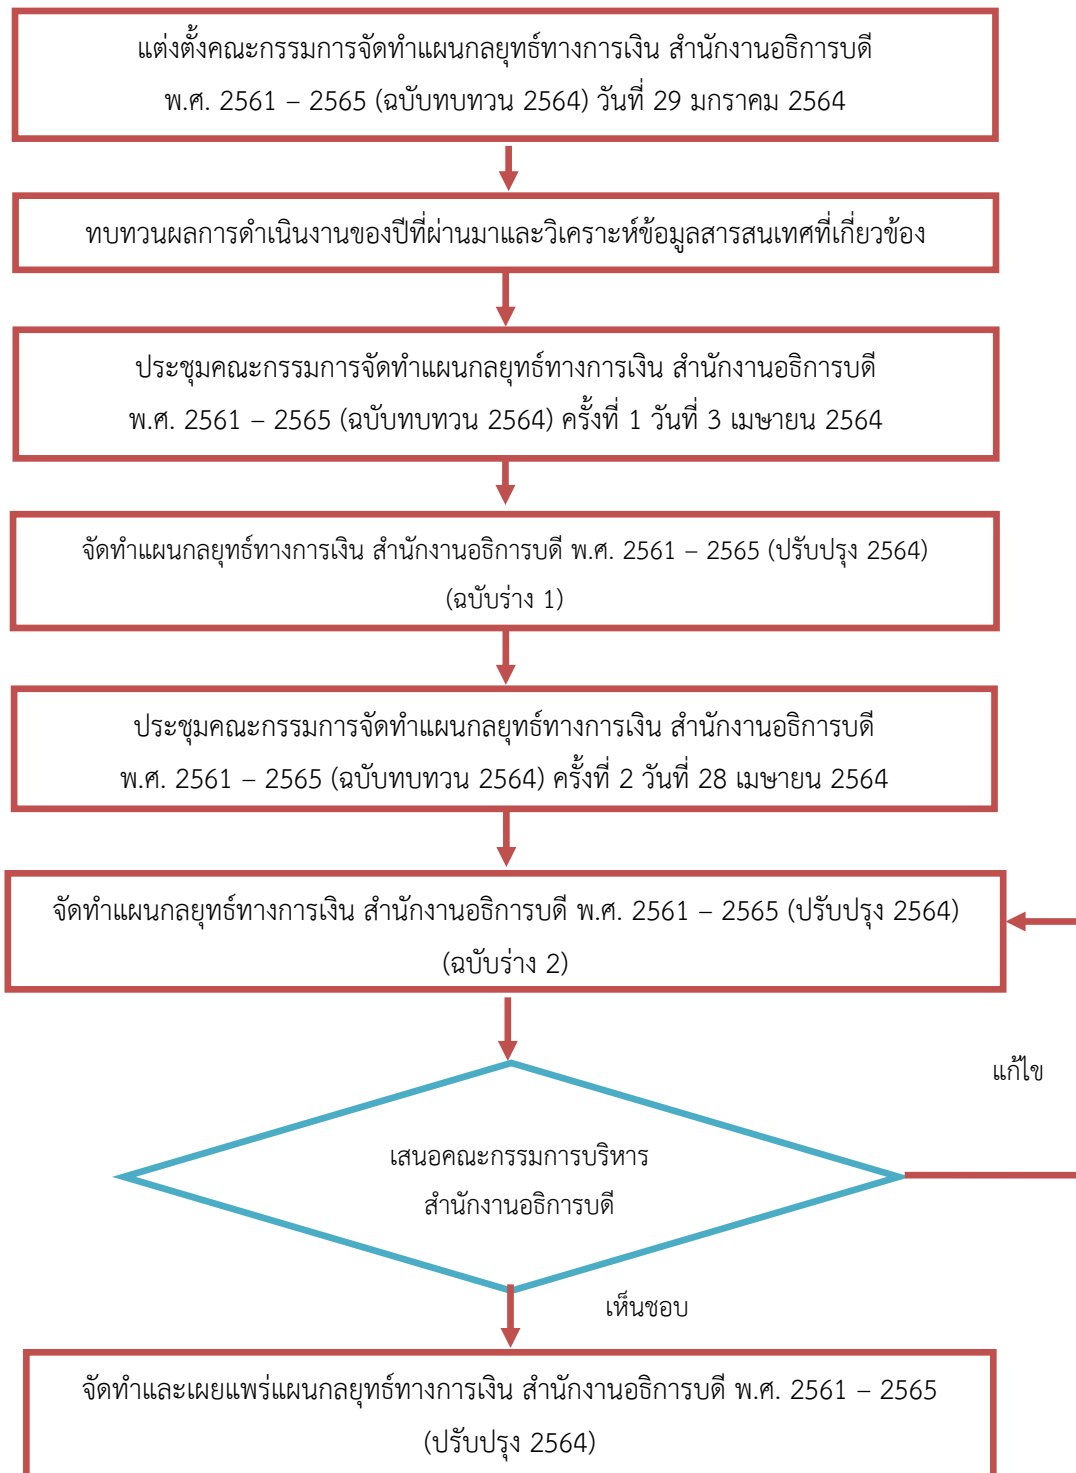 แต่งตั้งคณะกรรมการจัดทำแผนกลยุทธ์ทางการเงิน สำนักงานอธิการบดี
พ.ศ. 2561 – 2565 (ฉบับทบทวน 2564) วันที่ 29 มกราคม 2564
ทบทวนผลการดำเนินงานของปีที่ผ่านมาและวิเคราะห์ข้อมูลสารสนเทศที่เกี่ยวข้อง
ประชุมคณะกรรมการจัดทำแผนกลยุทธ์ทางการเงิน สำนักงานอธิการบดี
พ.ศ. 2561 – 2565 (ฉบับทบทวน 2564) ครั้งที่ 1 วันที่ 3 เมษายน 2564
จัดทำแผนกลยุทธ์ทางการเงิน สำนักงานอธิการบดี พ.ศ. 2561 – 2565 (ปรับปรุง 2564)
(ฉบับร่าง 1)
ประชุมคณะกรรมการจัดทำแผนกลยุทธ์ทางการเงิน สำนักงานอธิการบดี
พ.ศ. 2561 – 2565 (ฉบับทบทวน 2564) ครั้งที่ 2 วันที่ 28 เมษายน 2564
จัดทำแผนกลยุทธ์ทางการเงิน สำนักงานอธิการบดี พ.ศ. 2561 – 2565 (ปรับปรุง 2564)
(ฉบับร่าง 2)
แก้ไข
เสนอคณะกรรมการบริหาร
สำนักงานอธิการบดี
เห็นชอบ
จัดทำและเผยแพร่แผนกลยุทธ์ทางการเงิน สำนักงานอธิการบดี พ.ศ. 2561 – 2565
(ปรับปรุง 2564)